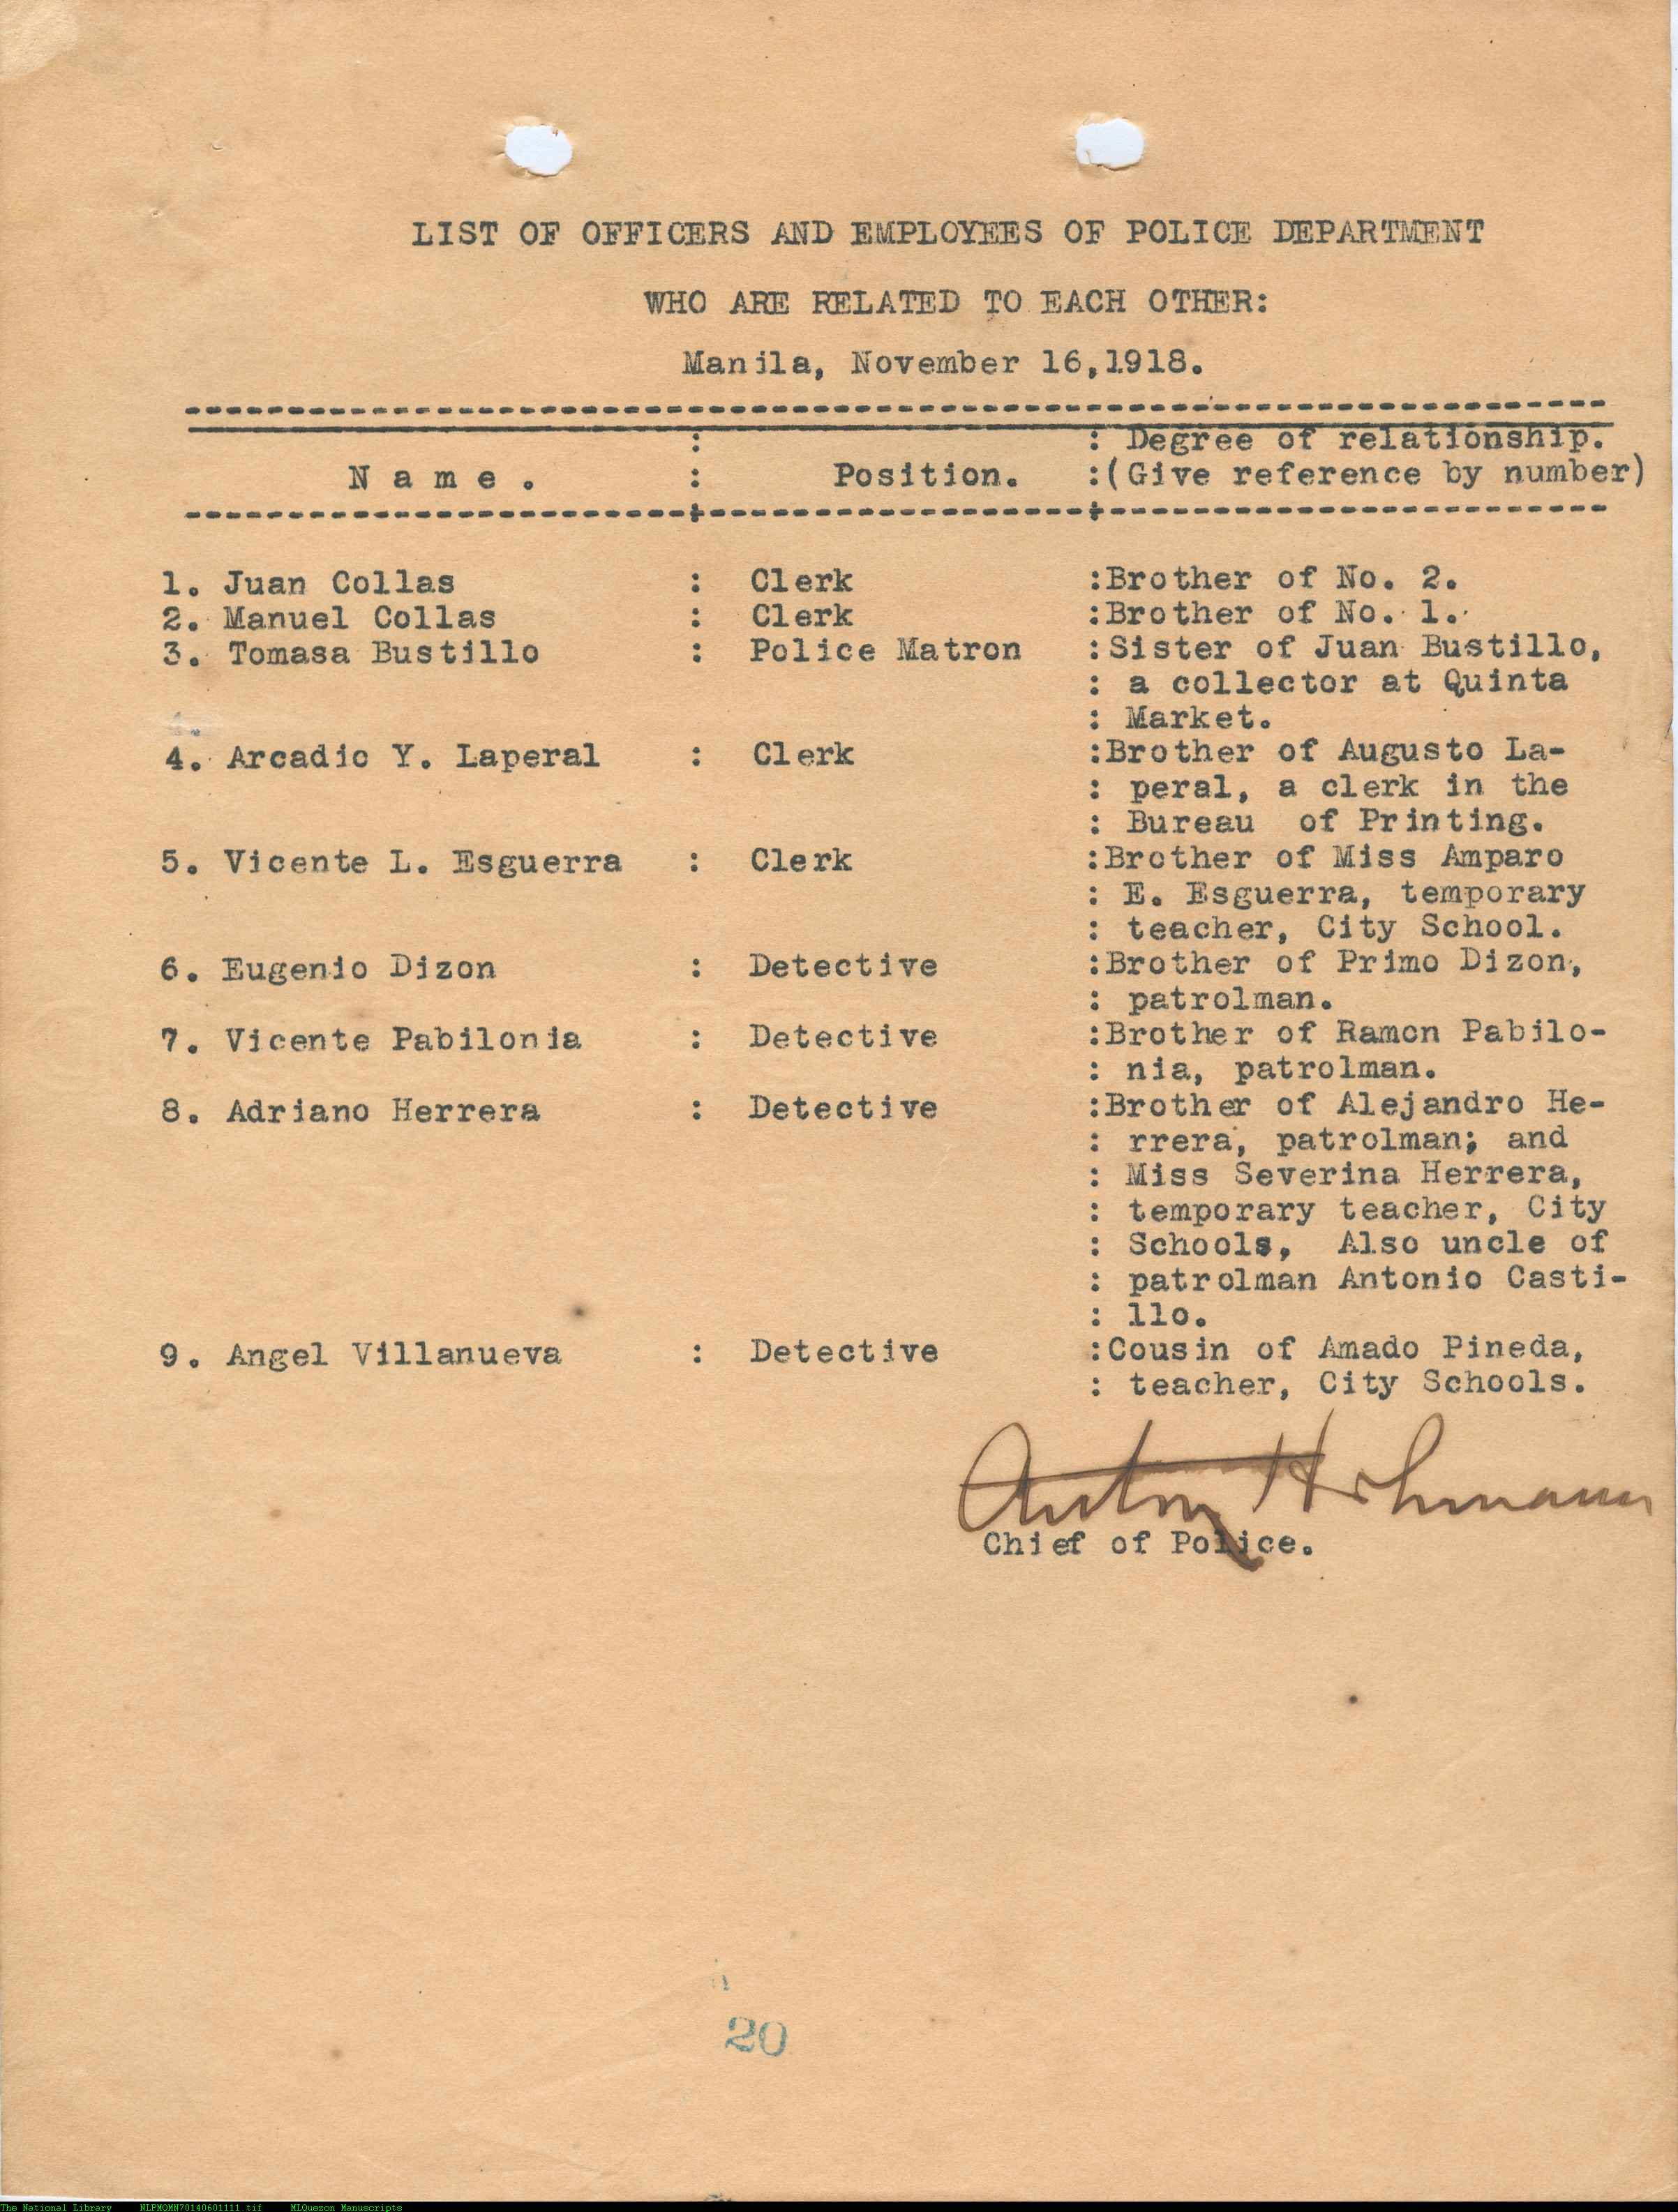 LIST OF OFFICERS AND EMPLOYEES OF POLICE DEPARTMENT
WHO ARE RELATED TO EACH OTHER:
Manila, November 16,1918.
: : Degree of relationship.
N a m e . : Position. :(Give reference by number)
1. Juan Collas : Clerk :Brother of No. 2.
2. Manuel Collas : Clerk :Brother of No. 1.
3. Tomasa Bustillo : Police Matron :Sister of Juan Bustillo,
: a collector at Quinta
: Market.
4. Arcadio Y. Laperal : Clerk :Brother of Augusto La-
: peral, a clerk in the
: Bureau of Printing.
5. Vicente L. Esguerra : Clerk :Brother of Miss Amparo
: E. Esguerra, temporary
: teacher, City School.
6. Eugenio Dizon : Detective :Brother of Primo Dizon,
: patrolman.
7. Vicente Pabilonia : Detective :Brother of Ramon Pabilo-
: nia, patrolman.
8. Adriano Herrera : Detective :Brother of Alejandro He-
: rrera, patrolman; and
: Miss Severina Herrera,
: temporary teacher, City
: Schools, Also uncle of
: patrolman Antonio Casti-
: llo.
9. Angel Villanueva : Detective :Cousin of Amado Pineda,
: teacher, City Schools.
Anton Hohmann
Chief of Police.
20
The National Library NLPMQMN70140601111.tif MLQuezon Manuscripts